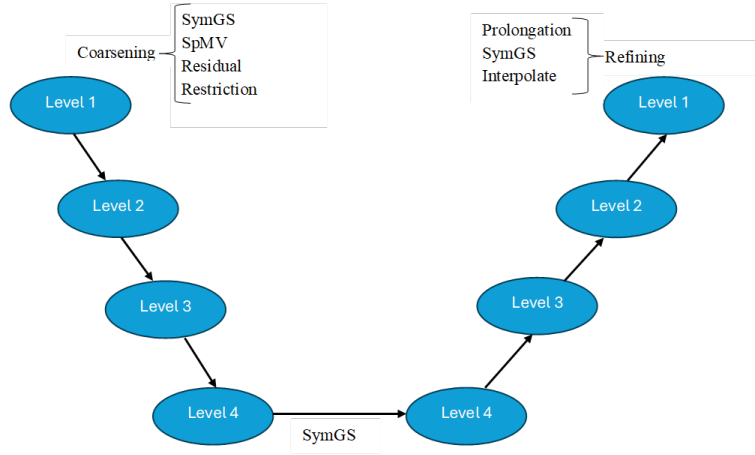 Coarsening
SymGS
SpMV
Residual
Restriction
Prolongation
SymGS
Interpolate
Refining
Level 1
Level 1
Level 2
Level 2
Level 3
Level 3
Level 4
Level 4
SymGS